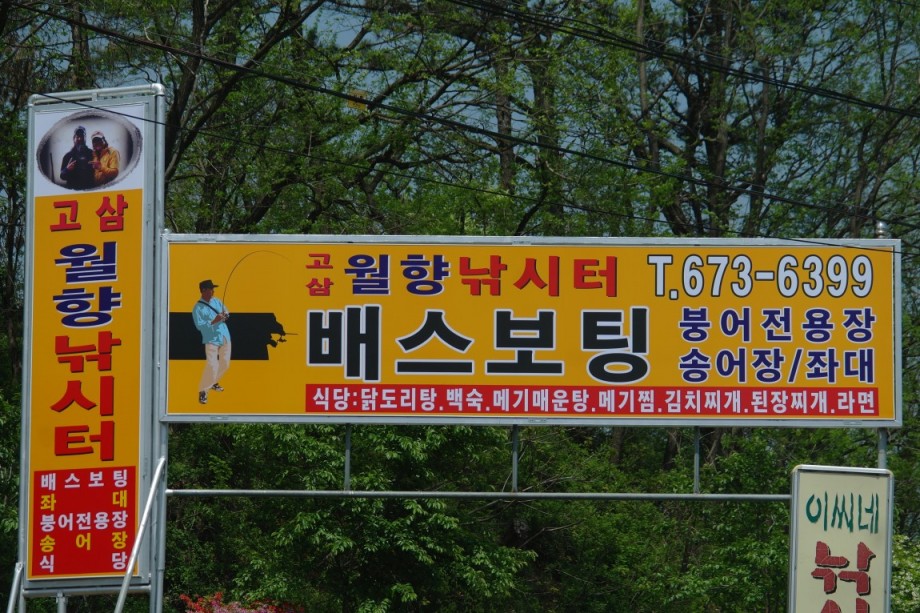 고삼
월향
낚시터
배스보팅
좌대
붕어전용장
송어장
식당
고삼 월향낚시터 T.673-6399
배스보팅
붕어전용장
송어장/좌대
식당:닭도리탕.백숙.메기매운탕.메기찜.김치찌개.된장찌개.라면
이씨네
낚시